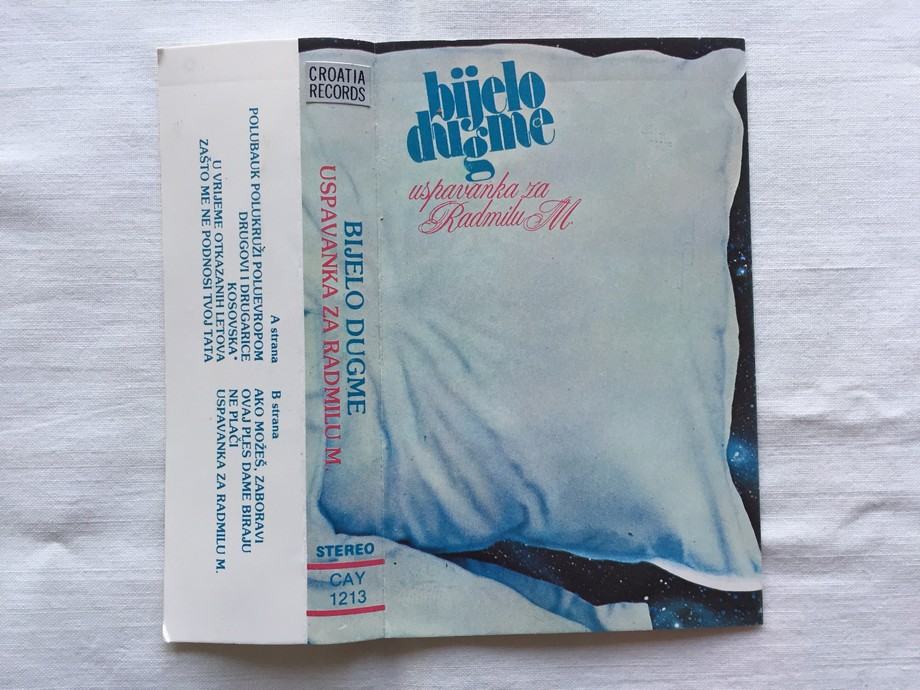 A strana
POLUBAUK POLUKRUŽI POLUEVROPOM
DRUGOVI I DRUGARICE
KOSOVSKA*
U VRIJEME OTKAZANIH LETOVA
ZAŠTO ME NE PODNOSI TVOJ TATA
B strana
AKO MOŽEŠ, ZABORAVI
OVAJ PLES DAME BIRAJU
NE PLAČI
USPAVANKA ZA RADMILU M.
CROATIA
RECORDS
BIJELO DUGME
USPAVANKA ZA RADMILU M.
STEREO
CAY
1213
bijelo
dugme
uspavanka za
Radmilu M.